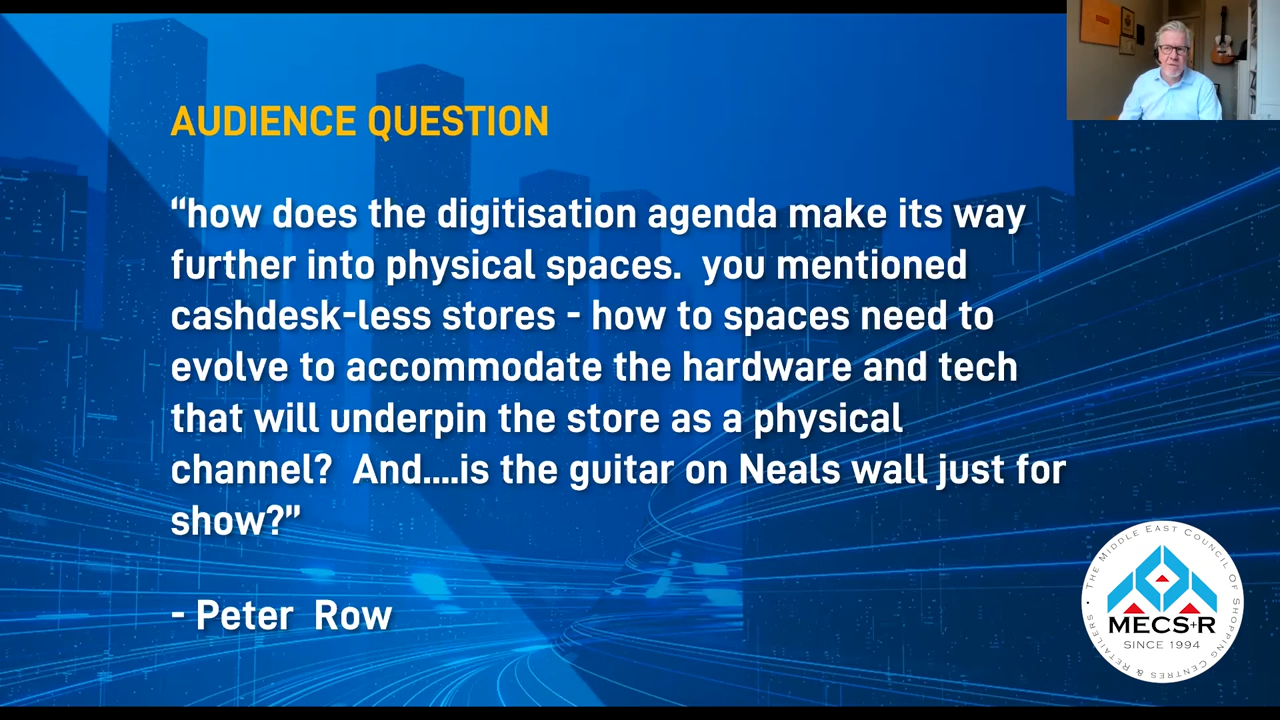 AUDIENCE QUESTION
“how does the digitisation agenda make its way
further into physical spaces.  you mentioned
cashdesk-less stores - how to spaces need to
evolve to accommodate the hardware and tech
that will underpin the store as a physical
channel?  And....is the guitar on Neals wall just for
show?”
- Peter  Row
• THE MIDDLE EAST COUNCIL OF SHOPPING CENTRES & RETAILERS
MECS+R
SINCE 1994